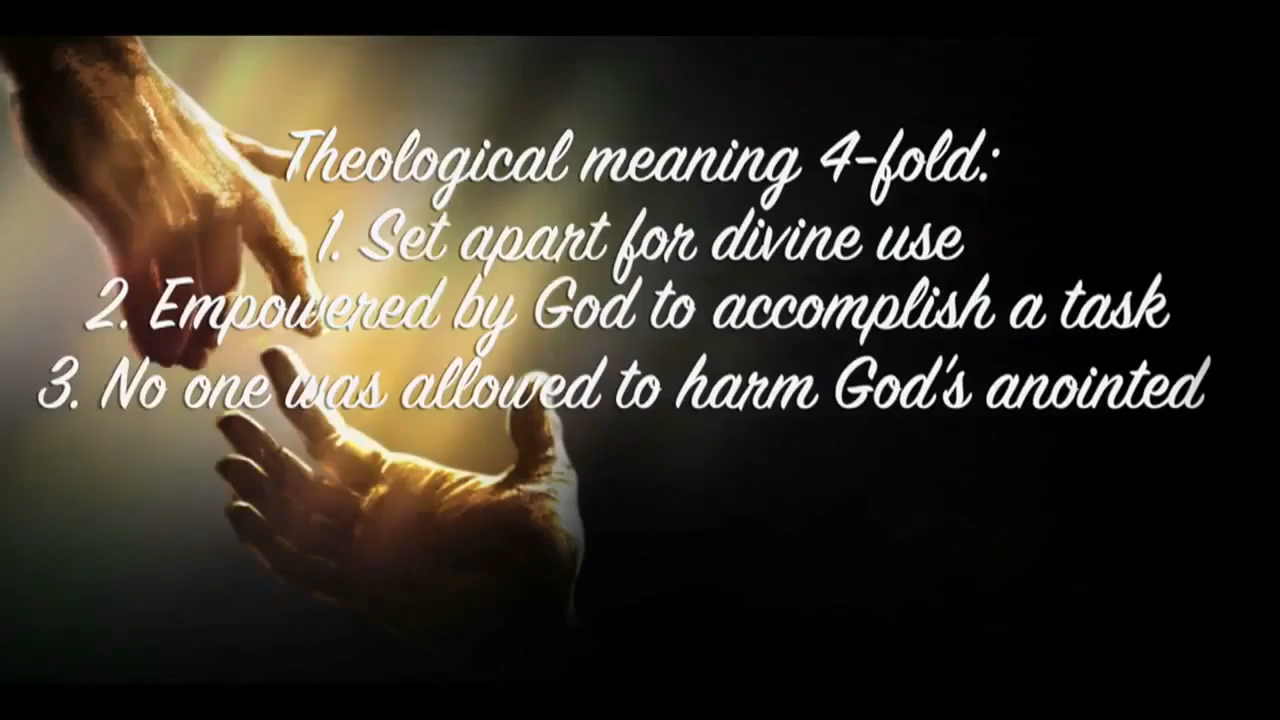 Theological meaning 4-fold:
1. Set apart for divine use
2. Empowered by God to accomplish a task
3. No one was allowed to harm God's anointed